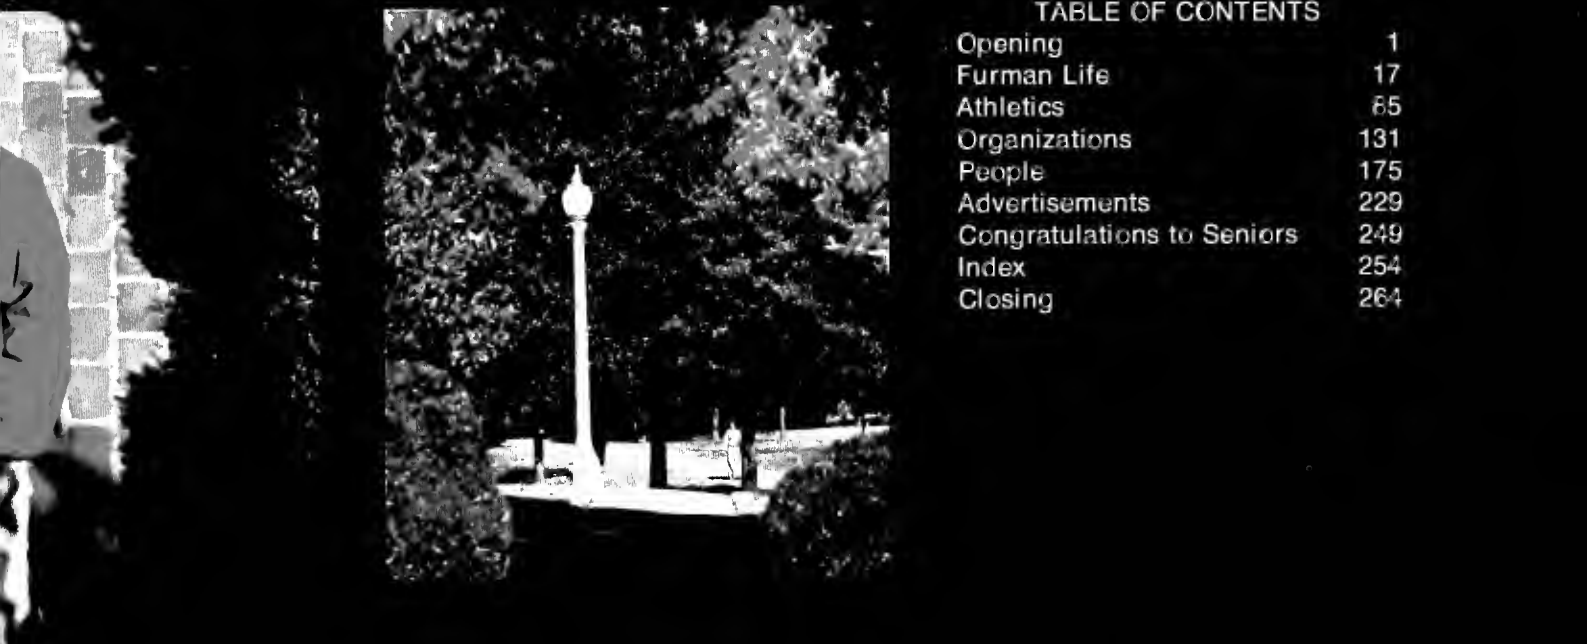 TABLE OF CONTENTS
Opening 1
Furman Life 17
Athletics
Organizations 131
People 175
Advertisements 229
Congratulations to Seniors 249
Index 254
Closing 264